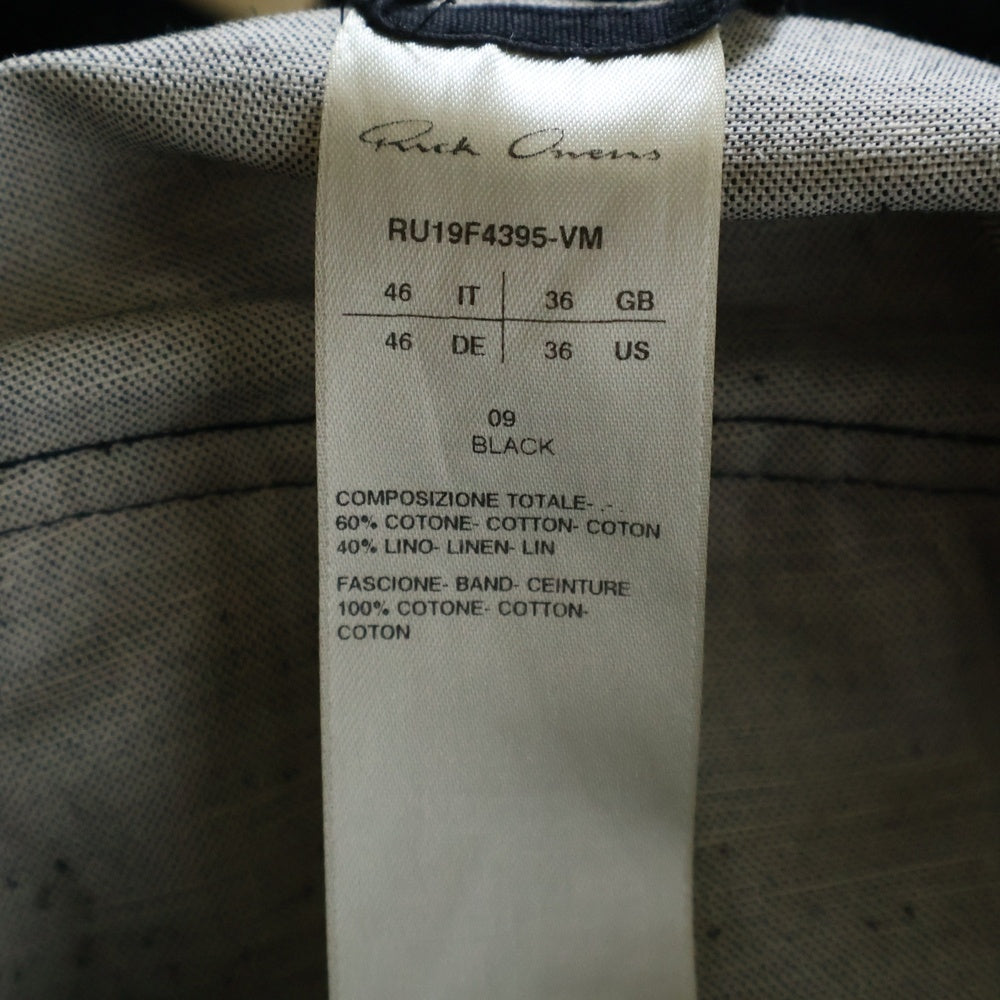 Rick Owens
RU19F4395-VM
46 IT 36 GB
46 DE 36 US
09
BLACK
COMPOSIZIONE TOTALE- .- .
60% COTONE- COTTON- COTON
40% LINO- LINEN- LIN
FASCIONE- BAND- CEINTURE
100% COTONE- COTTON-
COTON